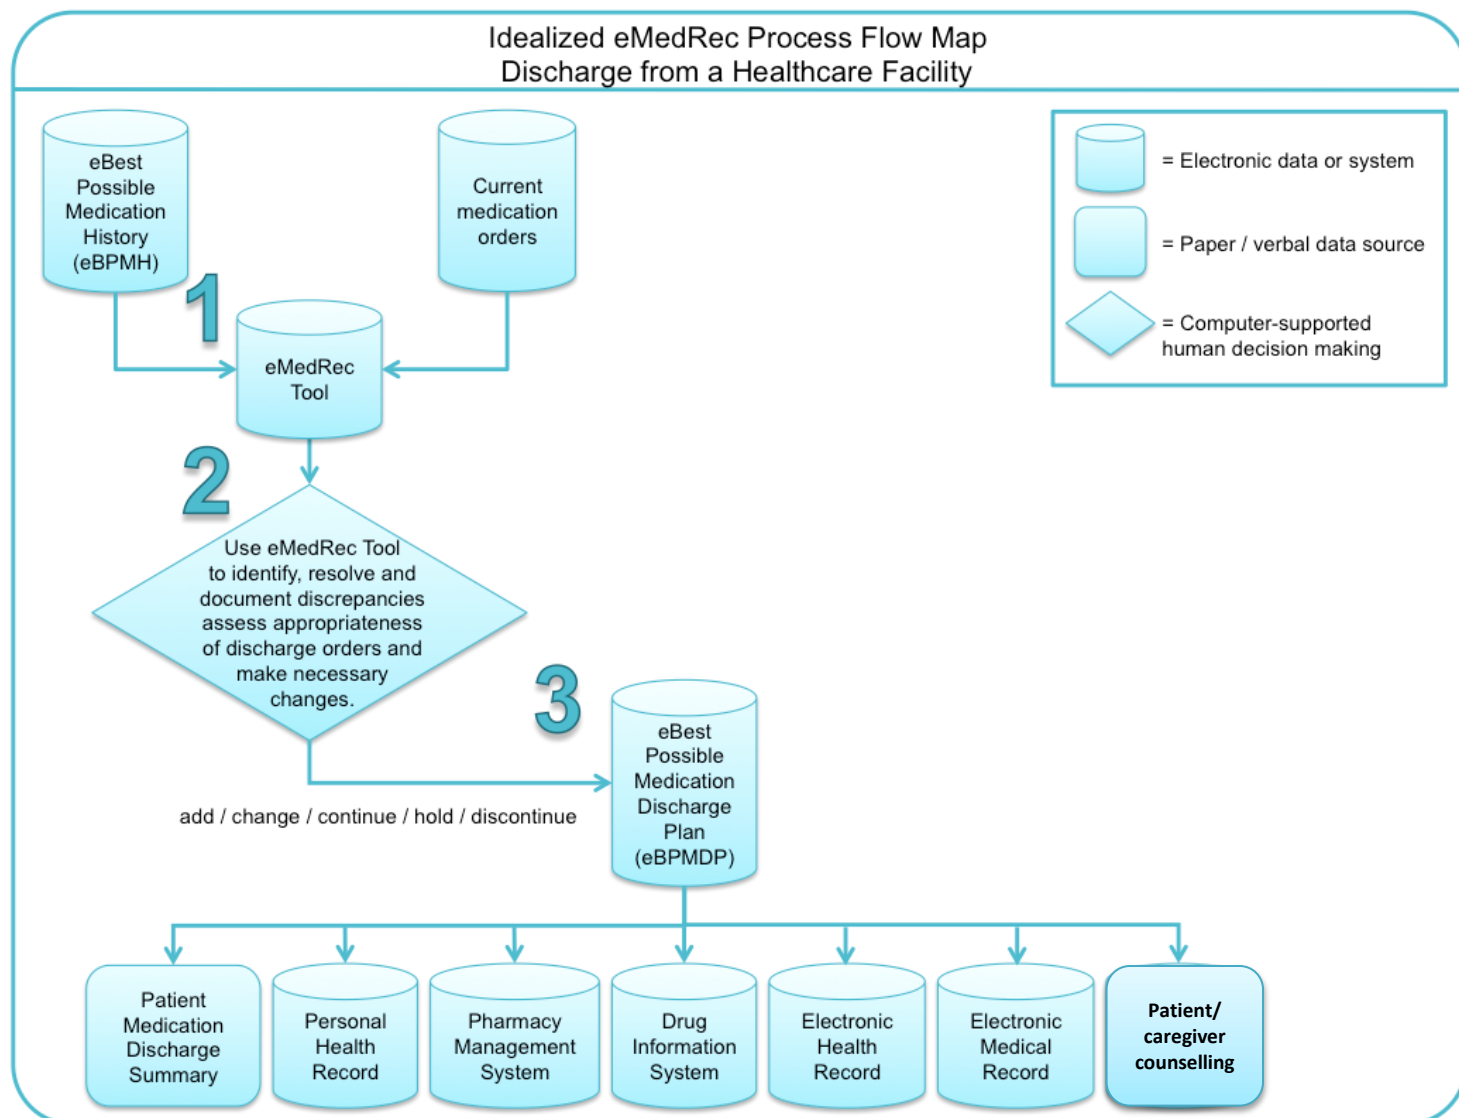 Idealized eMedRec Process Flow Map
Discharge from a Healthcare Facility
eBest
Possible
Medication
History
(eBPMH)
Current
medication
orders
= Electronic data or system
= Paper / verbal data source
= Computer-supported
human decision making
1
eMedRec
Tool
2
Use eMedRec Tool
to identify, resolve and
document discrepancies
assess appropriateness
of discharge orders and
make necessary
changes.
3
add / change / continue / hold / discontinue
eBest
Possible
Medication
Discharge
Plan
(eBPMDP)
Patient
Medication
Discharge
Summary
Personal
Health
Record
Pharmacy
Management
System
Drug
Information
System
Electronic
Health
Record
Electronic
Medical
Record
Patient/
caregiver
counselling